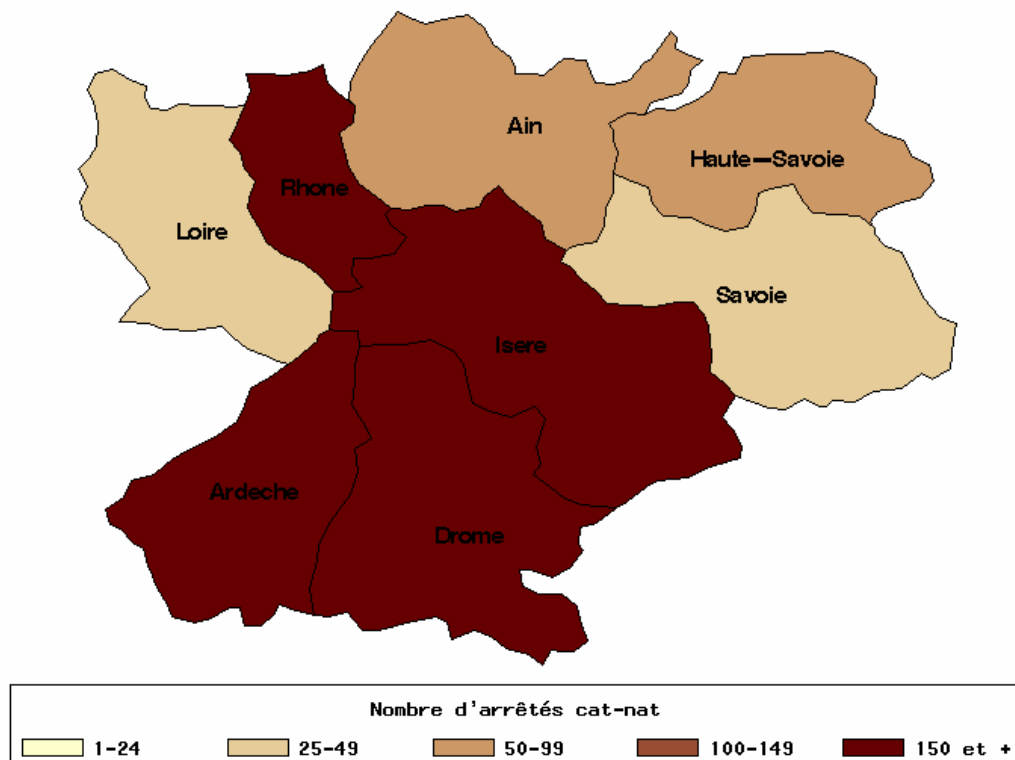 Ain
Haute-Savoie
Rhone
Loire
Savoie
Isere
Ardeche
Drome
Nombre d'arrêtés cat-nat
1-24 25-49 50-99 100-149 150 et +